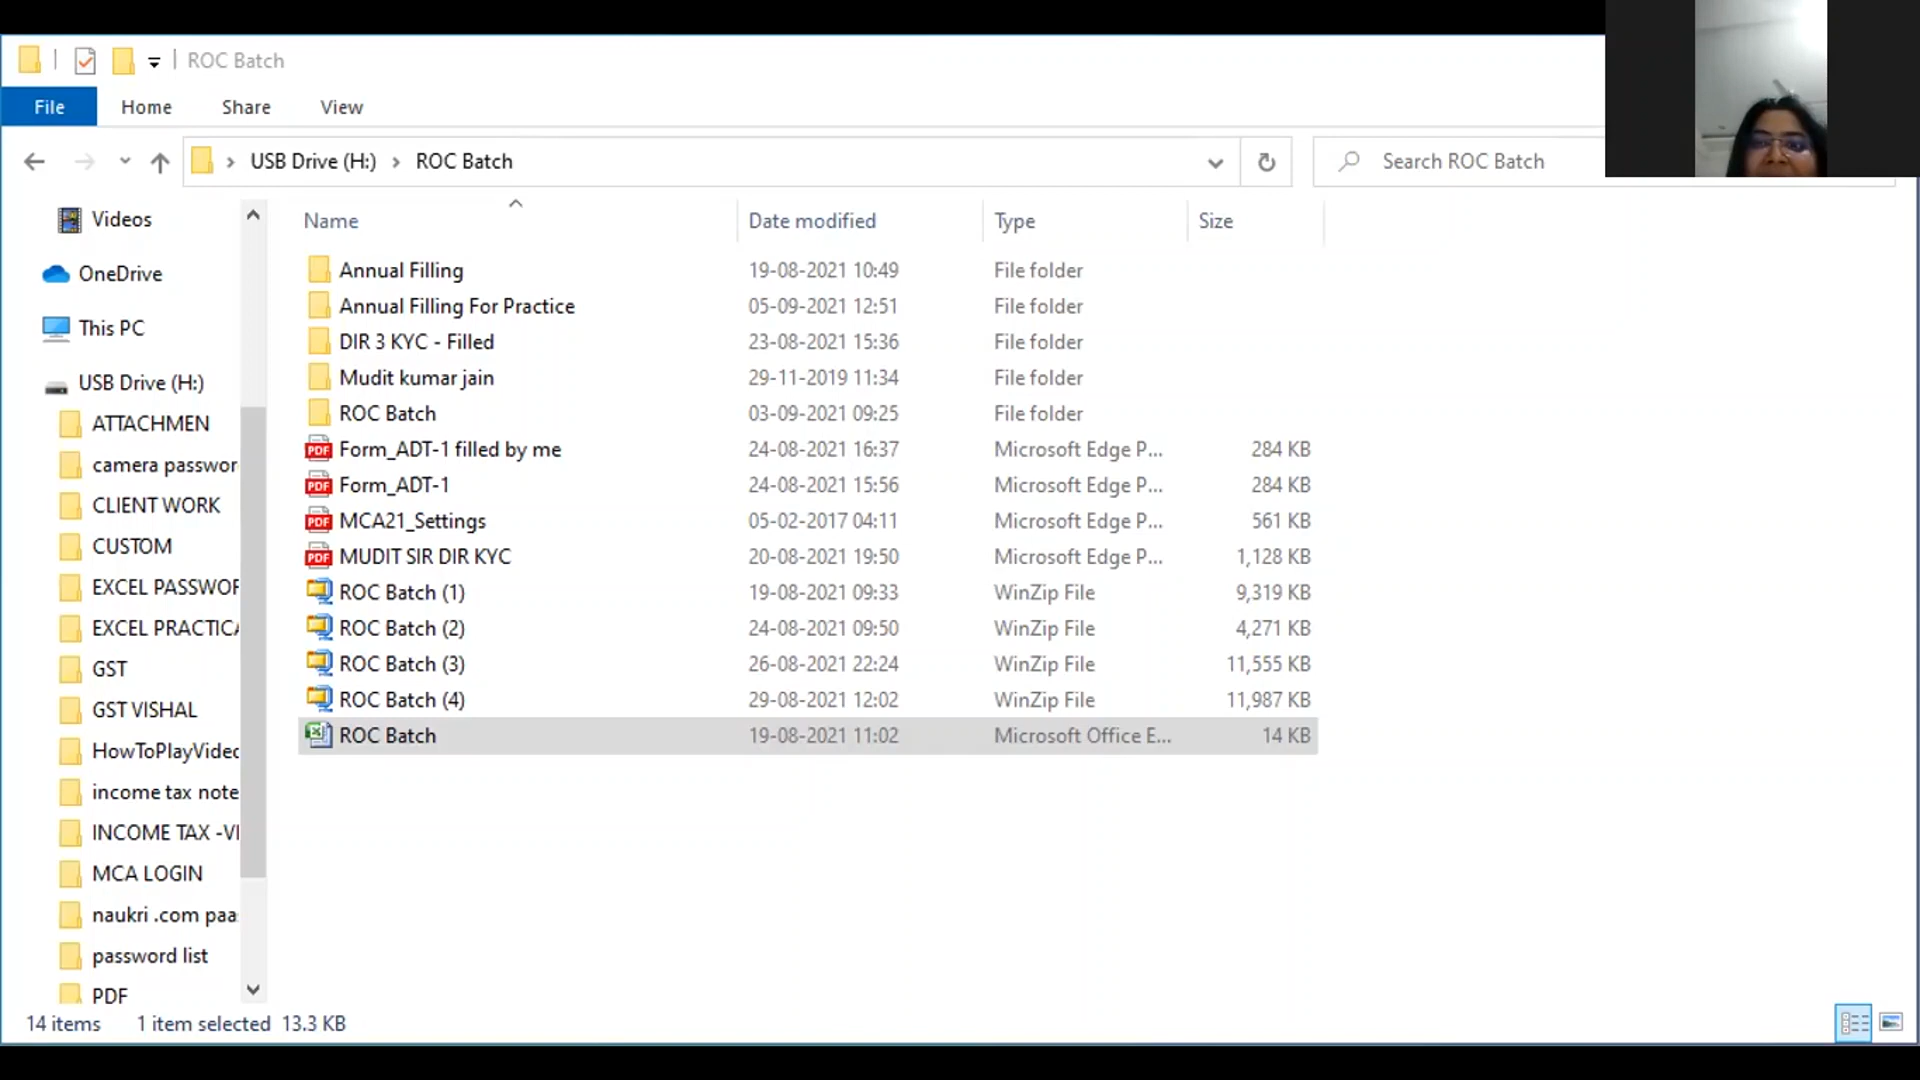 ROC Batch
File Home Share View
USB Drive (H:) ROC Batch Search ROC Batch
Name Date modified Type Size
Videos
OneDrive
This PC
USB Drive (H:)
ATTACHMEN
camera passwor
CLIENT WORK
CUSTOM
EXCEL PASSWOR
EXCEL PRACTICA
GST
GST VISHAL
HowToPlayVidec
income tax note
INCOME TAX -VI
MCA LOGIN
naukri .com paa
password list
PDF
Annual Filling 19-08-2021 10:49 File folder
Annual Filling For Practice 05-09-2021 12:51 File folder
DIR 3 KYC - Filled 23-08-2021 15:36 File folder
Mudit kumar jain 29-11-2019 11:34 File folder
ROC Batch 03-09-2021 09:25 File folder
PDF Form_ADT-1 filled by me 24-08-2021 16:37 Microsoft Edge P... 284 KB
PDF Form_ADT-1 24-08-2021 15:56 Microsoft Edge P... 284 KB
PDF MCA21_Settings 05-02-2017 04:11 Microsoft Edge P... 561 KB
PDF MUDIT SIR DIR KYC 20-08-2021 19:50 Microsoft Edge P... 1,128 KB
ROC Batch (1) 19-08-2021 09:33 WinZip File 9,319 KB
ROC Batch (2) 24-08-2021 09:50 WinZip File 4,271 KB
ROC Batch (3) 26-08-2021 22:24 WinZip File 11,555 KB
ROC Batch (4) 29-08-2021 12:02 WinZip File 11,987 KB
ROC Batch 19-08-2021 11:02 Microsoft Office E... 14 KB
14 items 1 item selected 13.3 KB